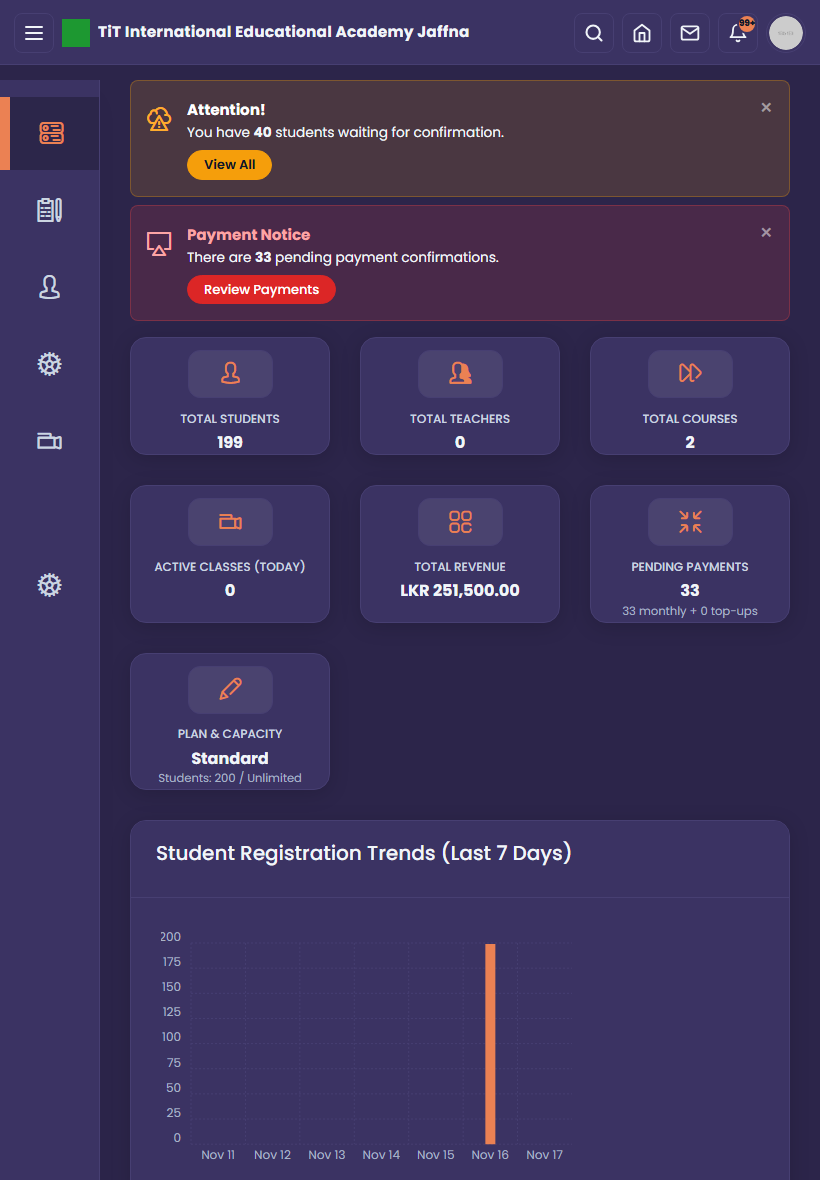 TiT International Educational Academy Jaffna
99+
Attention!
You have 40 students waiting for confirmation.
View All
Payment Notice
There are 33 pending payment confirmations.
Review Payments
TOTAL STUDENTS
199
TOTAL TEACHERS
0
TOTAL COURSES
2
ACTIVE CLASSES (TODAY)
0
TOTAL REVENUE
LKR 251,500.00
PENDING PAYMENTS
33
33 monthly + 0 top-ups
PLAN & CAPACITY
Standard
Students: 200 / Unlimited
Student Registration Trends (Last 7 Days)
200
175
150
125
100
75
50
25
0
Nov 11 Nov 12 Nov 13 Nov 14 Nov 15 Nov 16 Nov 17